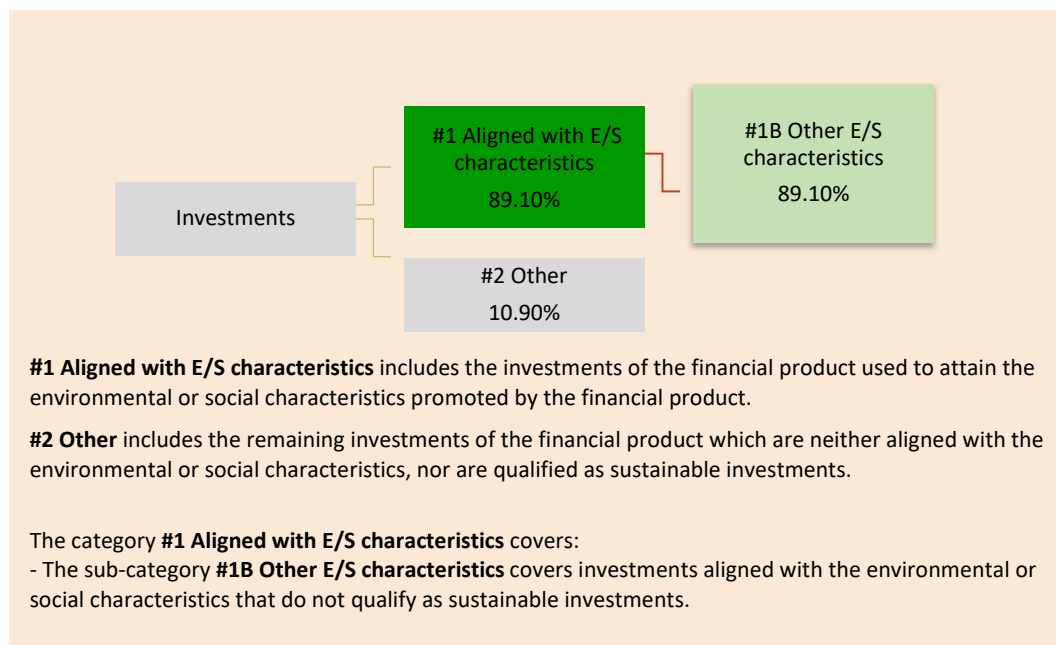 Investments
#1 Aligned with E/S
characteristics
89.10%
#1B Other E/S
characteristics
89.10%
#2 Other
10.90%
#1 Aligned with E/S characteristics includes the investments of the financial product used to attain the
environmental or social characteristics promoted by the financial product.
#2 Other includes the remaining investments of the financial product which are neither aligned with the
environmental or social characteristics, nor are qualified as sustainable investments.
The category #1 Aligned with E/S characteristics covers:
- The sub-category #1B Other E/S characteristics covers investments aligned with the environmental or
social characteristics that do not qualify as sustainable investments.